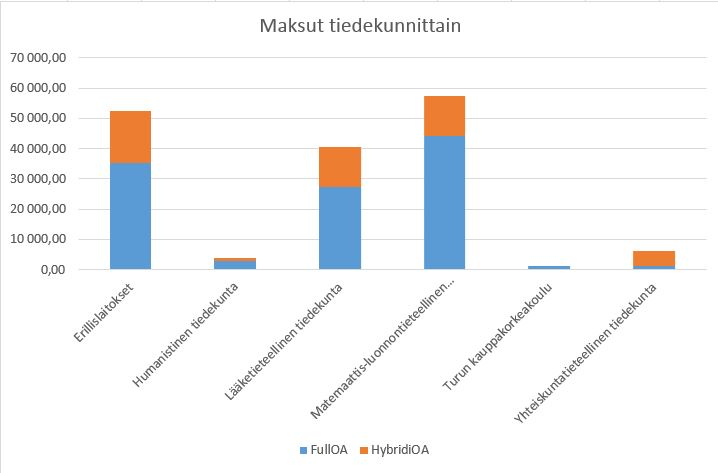 Maksut tiedekunnittain
70 000,00
60 000,00
50 000,00
40 000,00
30 000,00
20 000,00
10 000,00
0,00
Erillislaitokset
Humanistinen tiedekunta
Lääketieteellinen tiedekunta
Matemaattis-luonnontieteellinen...
Turun kauppakorkeakoulu
Yhteiskuntatieteellinen tiedekunta
FullOA
HybridiOA